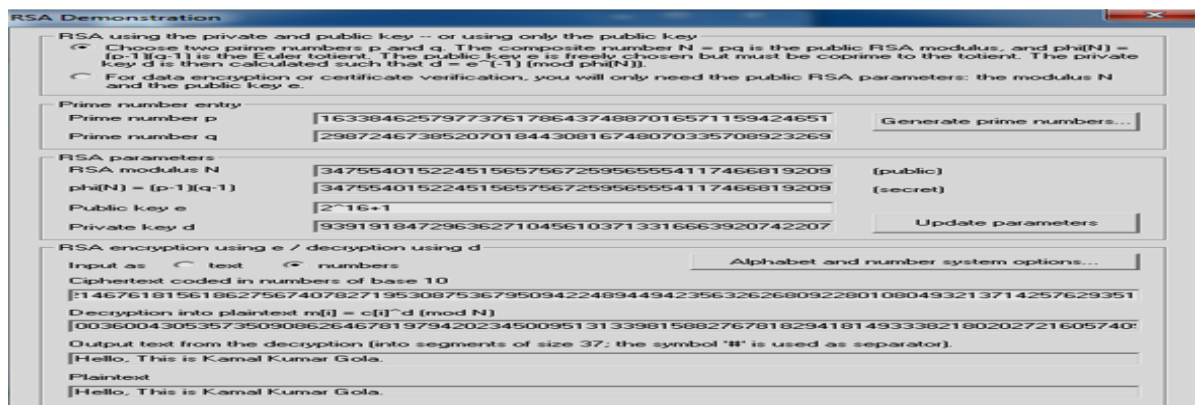 RSA Demonstration
RSA using the private and public key -- or using only the public key
Choose two prime numbers p and q. The composite number N = pq is the public RSA modulus, and phi(N) =
(p-1)(q-1) is the Euler totient. The public key e is freely chosen but must be coprime to the totient. The private
key d is then calculated such that d = e^(-1) (mod phi(N)).
For data encryption or certificate verification, you will only need the public RSA parameters: the modulus N
and the public key e.
Prime number entry
Prime number p 163384625797737617864374488701657115942465​1 Generate prime numbers...
Prime number q 298724673852070184430816748070335708923269
RSA parameters
RSA modulus N 347554015224515657567259565554117466819209 (public)
phi(N) = (p-1)(q-1) 347554015224515657567259565554117466819209 (secret)
Public key e 2^16+1
Private key d 939191847296362710456103713316663920742207 Update parameters
RSA encryption using e / decryption using d
Input as text numbers Alphabet and number system options...
Ciphertext coded in numbers of base 10
Decryption into plaintext m[i] = c[i]^d (mod N)
Output text from the decryption (into segments of size 37; the symbol '#' is used as separator).
Hello, This is Kamal Kumar Gola.
Plaintext
Hello, This is Kamal Kumar Gola.